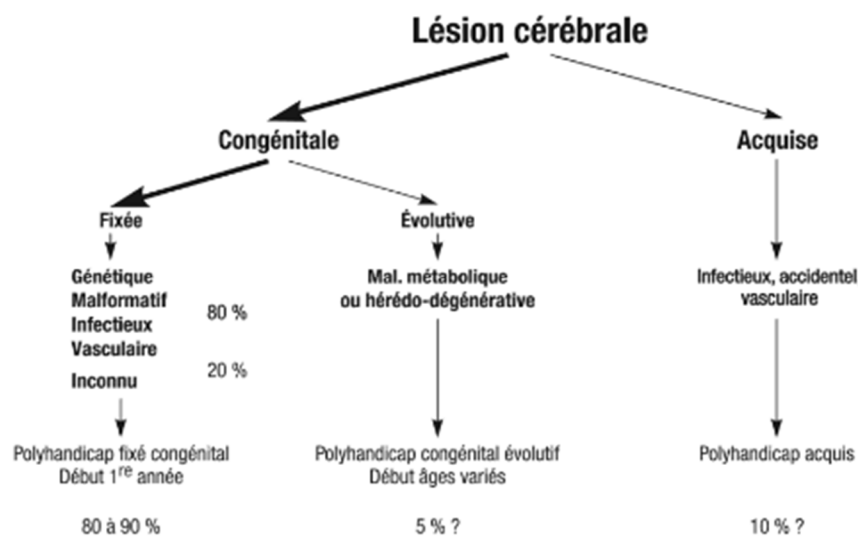 Lésion cérébrale
Congénitale
Acquise
Fixée
Évolutive
Génétique
Malformatif
Infectieux
Vasculaire
80 %
Inconnu
20 %
Mal. métabolique
ou hérédo-dégénérative
Infectieux, accidentel
vasculaire
Polyhandicap fixé congénital
Début 1re année
Polyhandicap congénital évolutif
Début âges variés
Polyhandicap acquis
80 à 90 %
5 % ?
10 % ?